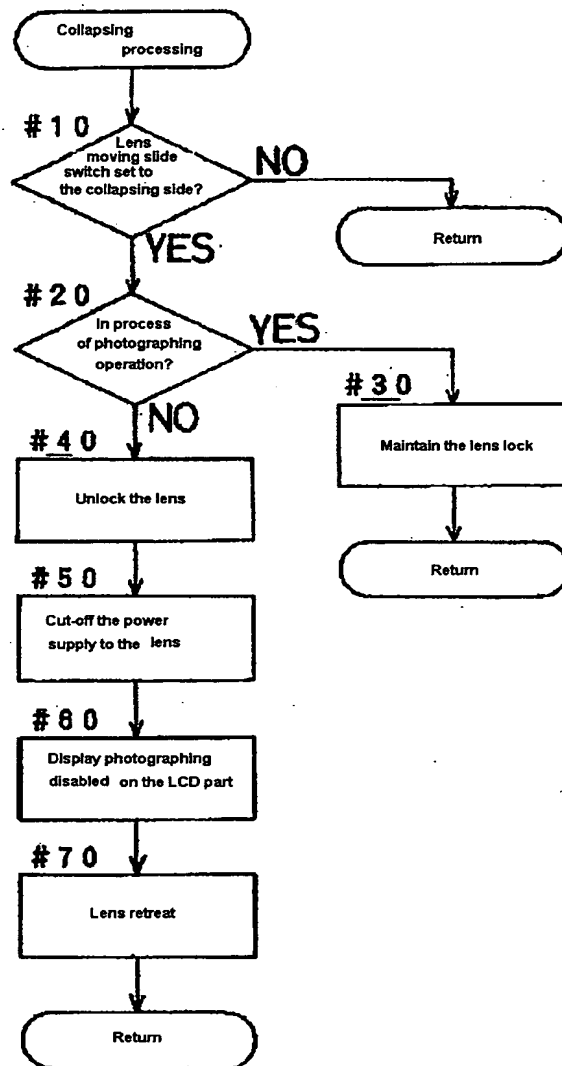 Collapsing
processing
#10
Lens
moving slide
switch set to
the collapsing side?
NO
Return
YES
#20
In process
of photographing
operation?
YES
#30
Maintain the lens lock
Return
NO
#40
Unlock the lens
#50
Cut-off the power
supply to the lens
#60
Display photographing
disabled on the LCD part
#70
Lens retreat
Return